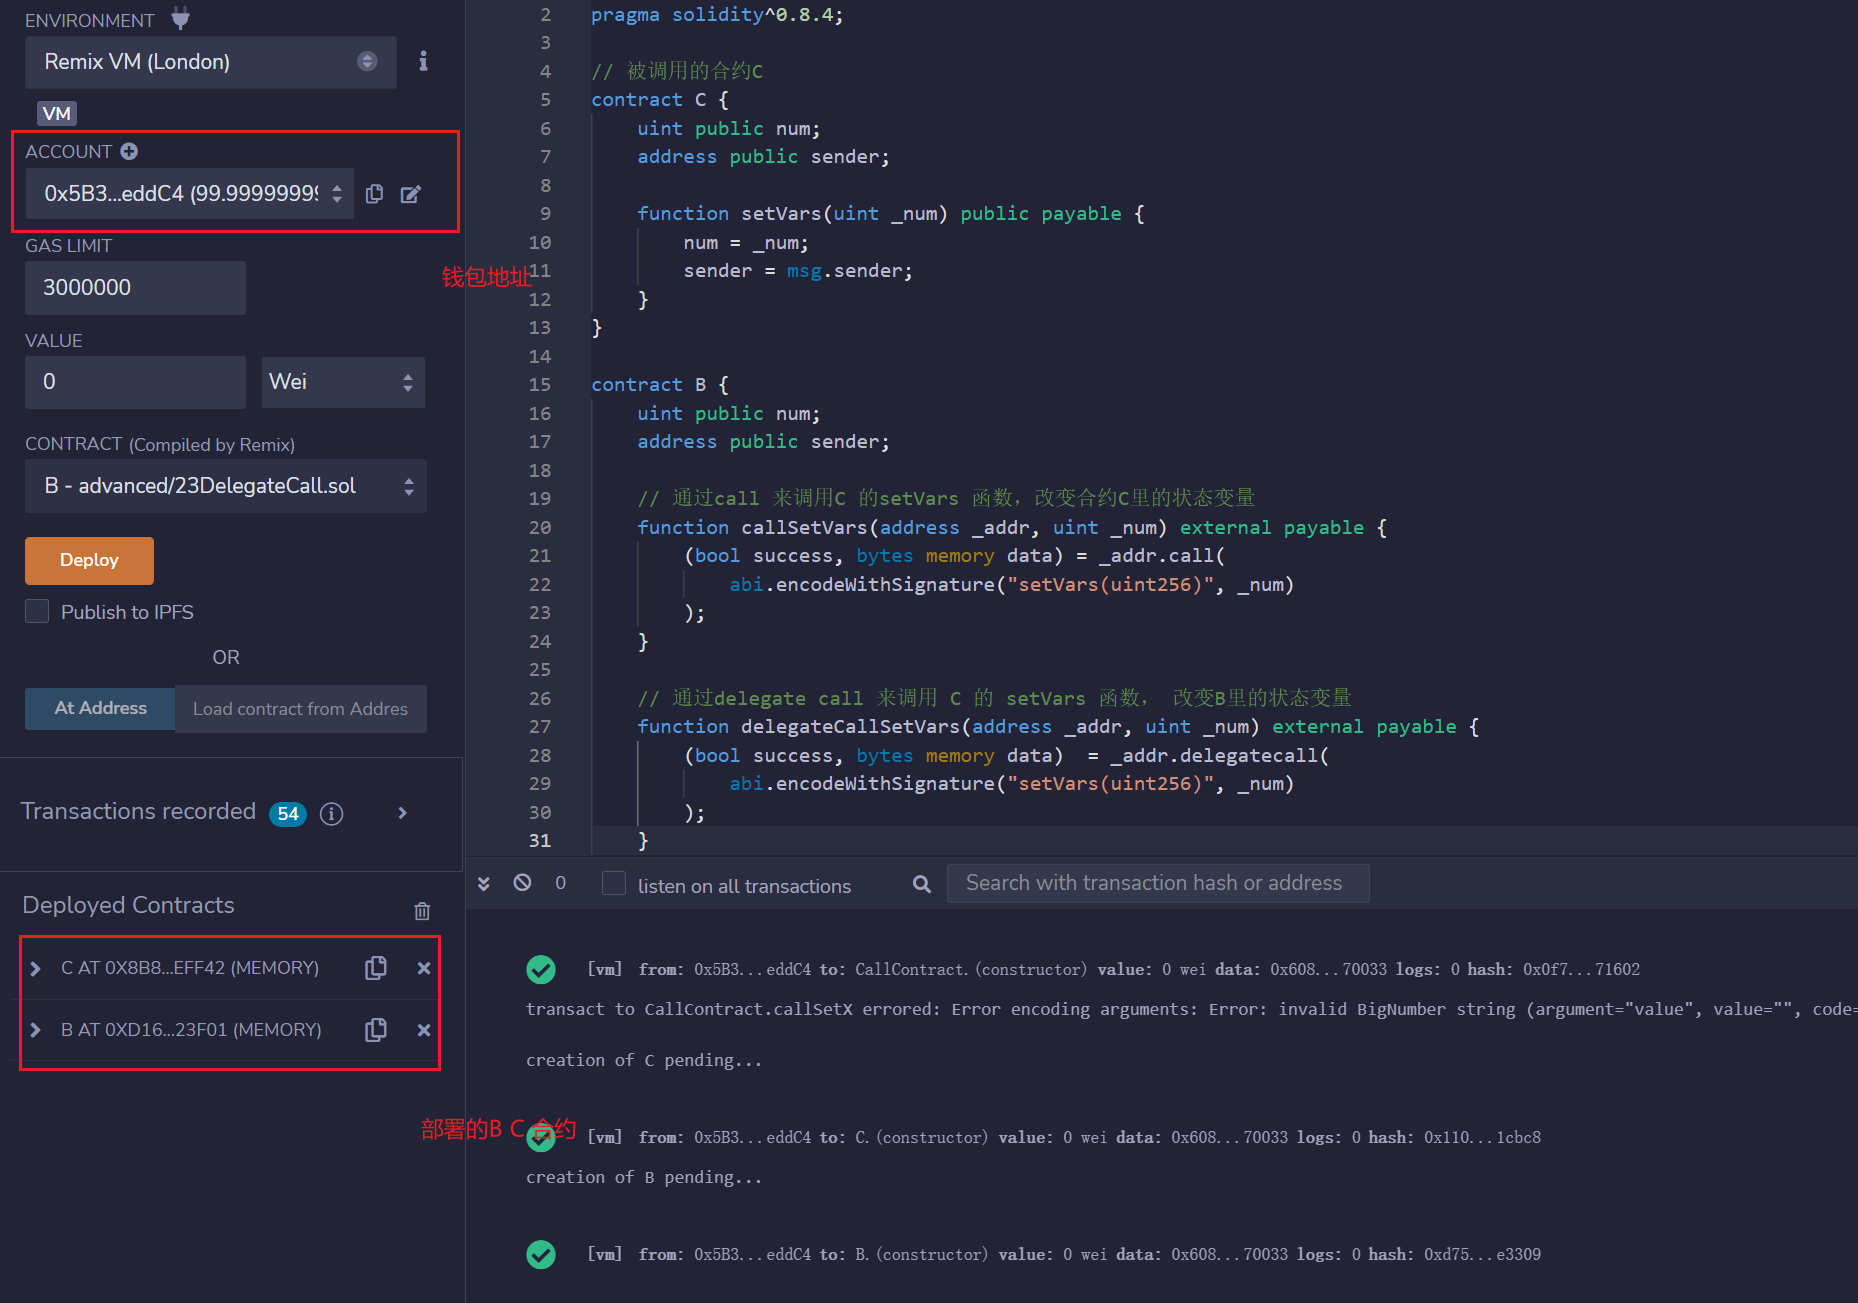 ENVIRONMENT
Remix VM (London)
VM
ACCOUNT
0x5B3...eddC4 (99.99999999
GAS LIMIT
3000000
钱包地址
VALUE
0
Wei
CONTRACT (Compiled by Remix)
B - advanced/23DelegateCall.sol
Deploy
Publish to IPFS
OR
At Address
Load contract from Addres
Transactions recorded 54
Deployed Contracts
C AT 0X8B8...EFF42 (MEMORY)
B AT 0XD16...23F01 (MEMORY)
部署的B C 合约
2 pragma solidity^0.8.4;
3
4 // 被调用的合约C
5 contract C {
6 uint public num;
7 address public sender;
8
9 function setVars(uint _num) public payable {
10 num = _num;
11 sender = msg.sender;
12 }
13 }
14
15 contract B {
16 uint public num;
17 address public sender;
18
19 // 通过call 来调用C 的setVars 函数，改变合约C里的状态变量
20 function callSetVars(address _addr, uint _num) external payable {
21 (bool success, bytes memory data) = _addr.call(
22 abi.encodeWithSignature("setVars(uint256)", _num)
23 );
24 }
25
26 // 通过delegate call 来调用 C 的 setVars 函数， 改变B里的状态变量
27 function delegateCallSetVars(address _addr, uint _num) external payable {
28 (bool success, bytes memory data) = _addr.delegatecall(
29 abi.encodeWithSignature("setVars(uint256)", _num)
30 );
31 }
0
listen on all transactions
Search with transaction hash or address
[vm] from: 0x5B3...eddC4 to: CallContract.(constructor) value: 0 wei data: 0x608...70033 logs: 0 hash: 0x0f7...71602
transact to CallContract.callSetX errored: Error encoding arguments: Error: invalid BigNumber string (argument="value", value="", code=
creation of C pending...
[vm] from: 0x5B3...eddC4 to: C.(constructor) value: 0 wei data: 0x608...70033 logs: 0 hash: 0x110...1cbc8
creation of B pending...
[vm] from: 0x5B3...eddC4 to: B.(constructor) value: 0 wei data: 0x608...70033 logs: 0 hash: 0xd75...e3309